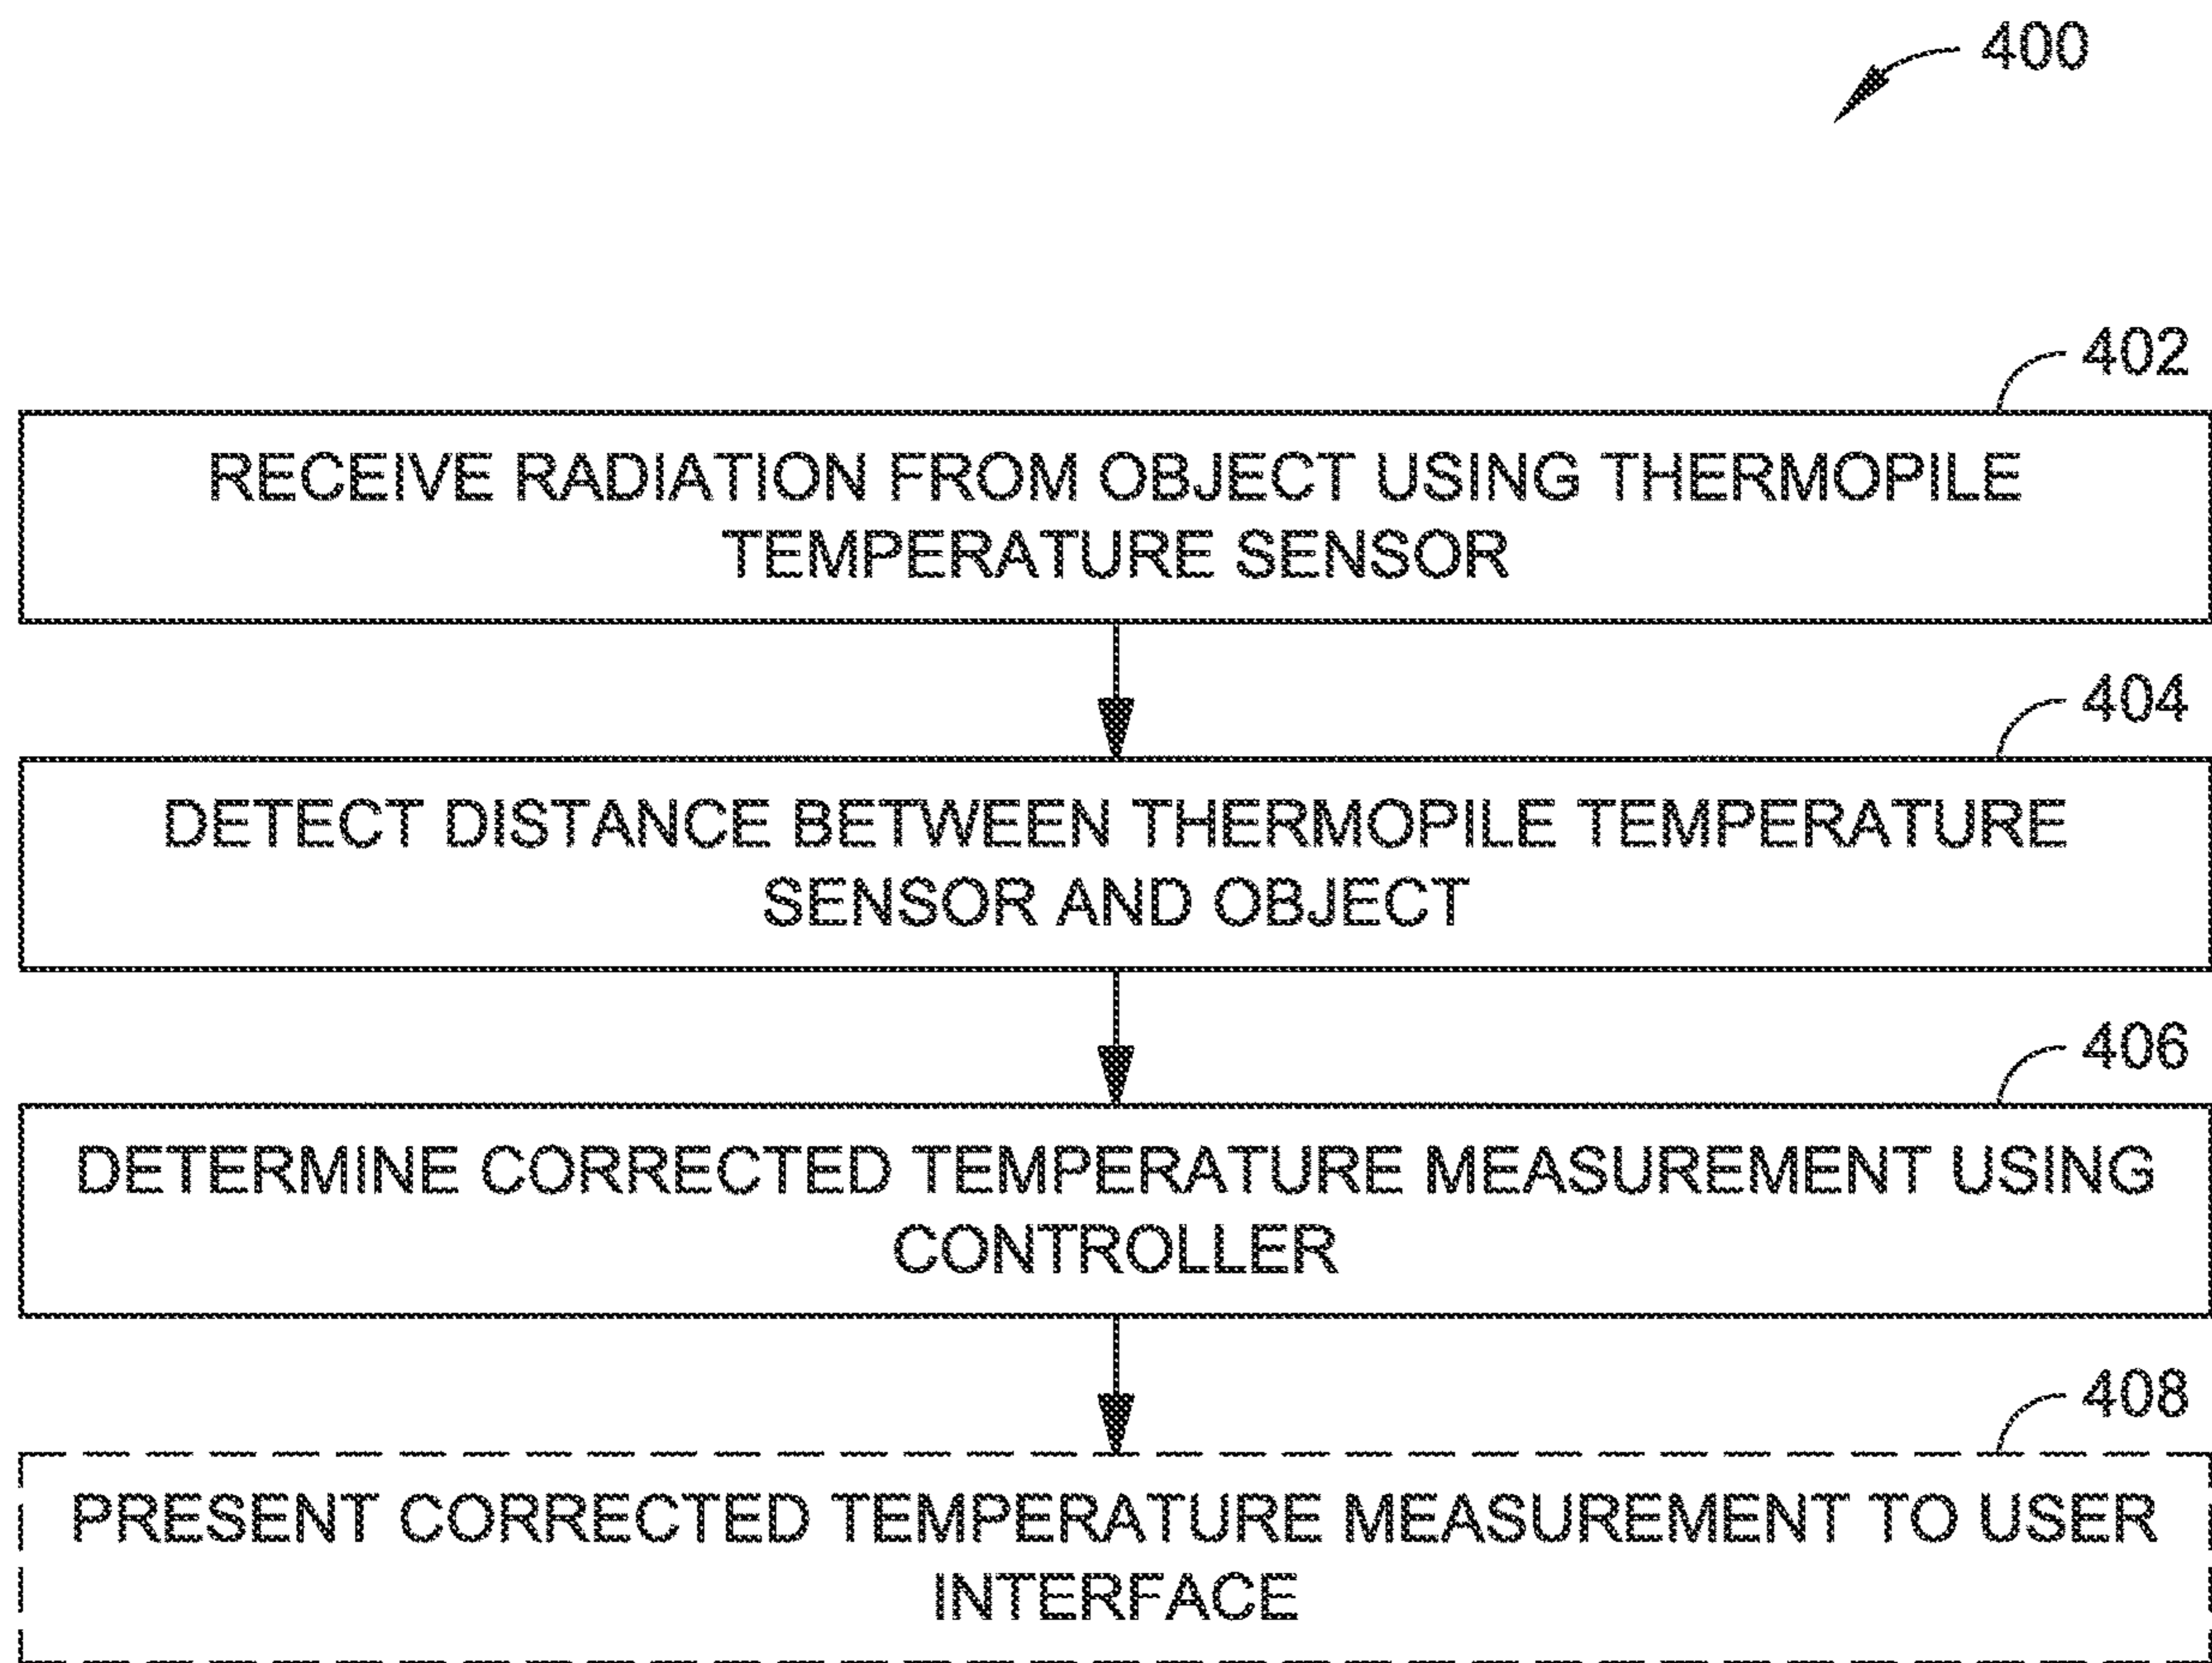 400
402
RECEIVE RADIATION FROM OBJECT USING THERMOPILE
TEMPERATURE SENSOR
404
DETECT DISTANCE BETWEEN THERMOPILE TEMPERATURE
SENSOR AND OBJECT
406
DETERMINE CORRECTED TEMPERATURE MEASUREMENT USING
CONTROLLER
408
PRESENT CORRECTED TEMPERATURE MEASUREMENT TO USER
INTERFACE